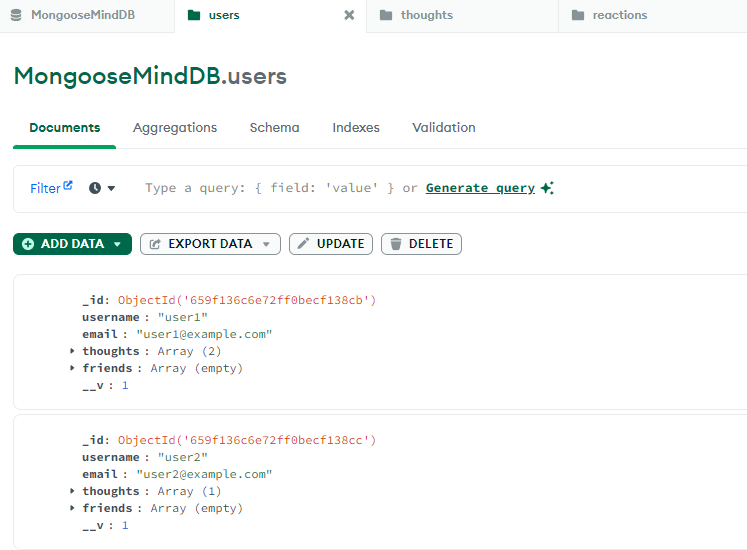 MongooseMindDB users thoughts reactions
MongooseMindDB.users
Documents Aggregations Schema Indexes Validation
Filter Type a query: { field: 'value' } or Generate query
ADD DATA EXPORT DATA UPDATE DELETE
_id: ObjectId('659f136c6e72ff0becf138cb')
username : "user1"
email : "user1@example.com"
thoughts : Array (2)
friends : Array (empty)
__v : 1
_id: ObjectId('659f136c6e72ff0becf138cc')
username : "user2"
email : "user2@example.com"
thoughts : Array (1)
friends : Array (empty)
__v : 1